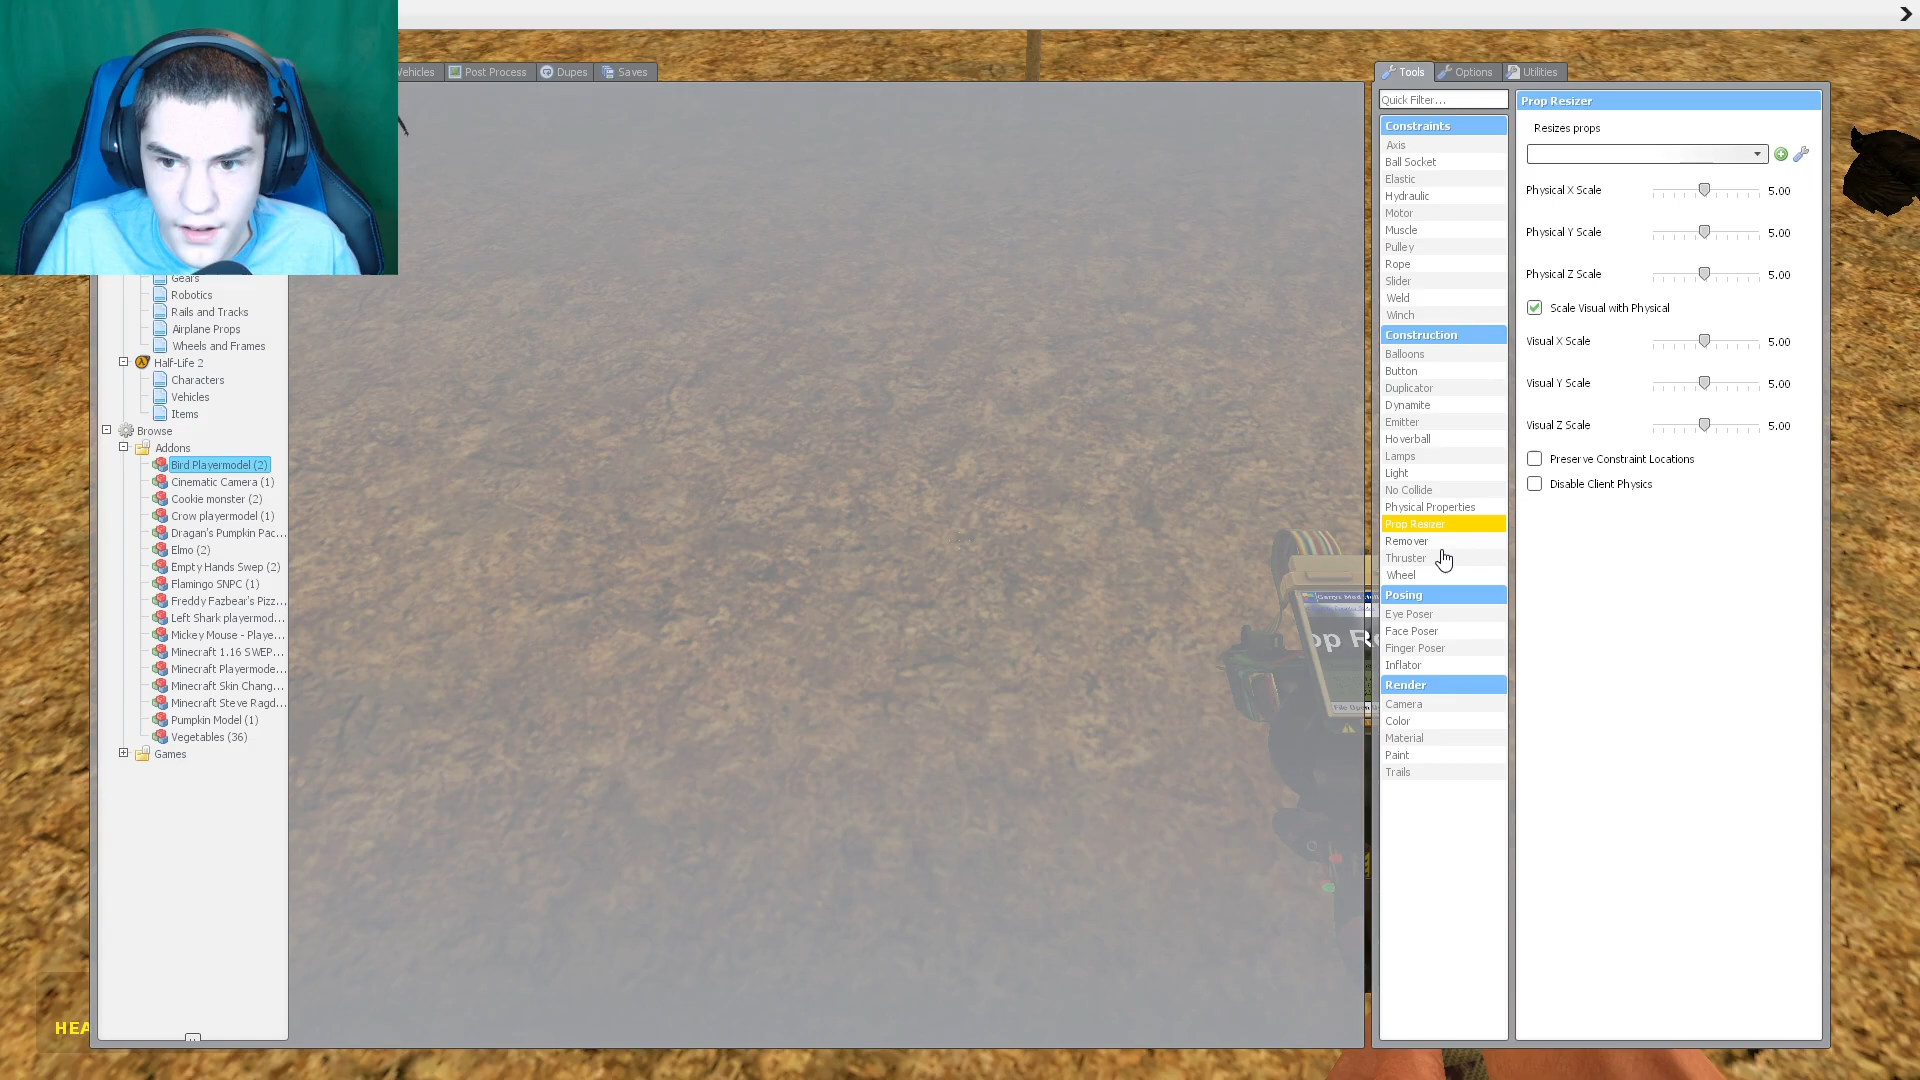 Vehicles
Post Process
Dupes
Saves
Tools
Options
Utilities
Gears
Robotics
Rails and Tracks
Airplane Props
Wheels and Frames
Half-Life 2
Characters
Vehicles
Items
Browse
Addons
Bird Playermodel (2)
Cinematic Camera (1)
Cookie monster (2)
Crow playermodel (1)
Dragan's Pumpkin Pac...
Elmo (2)
Empty Hands Swep (2)
Flamingo SNPC (1)
Freddy Fazbear's Pizz...
Left Shark playermod...
Mickey Mouse - Playe...
Minecraft 1.16 SWEP...
Minecraft Playermode...
Minecraft Skin Chang...
Minecraft Steve Ragd...
Pumpkin Model (1)
Vegetables (36)
Games
HEA
op Re
Quick Filter...
Constraints
Axis
Ball Socket
Elastic
Hydraulic
Motor
Muscle
Pulley
Rope
Slider
Weld
Winch
Construction
Balloons
Button
Duplicator
Dynamite
Emitter
Hoverball
Lamps
Light
No Collide
Physical Properties
Prop Resizer
Remover
Thruster
Wheel
Posing
Eye Poser
Face Poser
Finger Poser
Inflator
Render
Camera
Color
Material
Paint
Trails
Prop Resizer
Resizes props
Physical X Scale 5.00
Physical Y Scale 5.00
Physical Z Scale 5.00
Scale Visual with Physical
Visual X Scale 5.00
Visual Y Scale 5.00
Visual Z Scale 5.00
Preserve Constraint Locations
Disable Client Physics